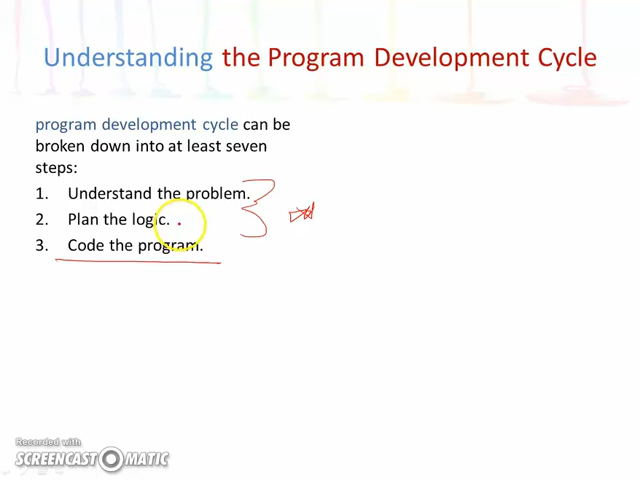 Understanding the Program Development Cycle
program development cycle can be
broken down into at least seven
steps:
1. Understand the problem.
2. Plan the logic.
3. Code the program.
Recorded with
SCREENCAST MATIC